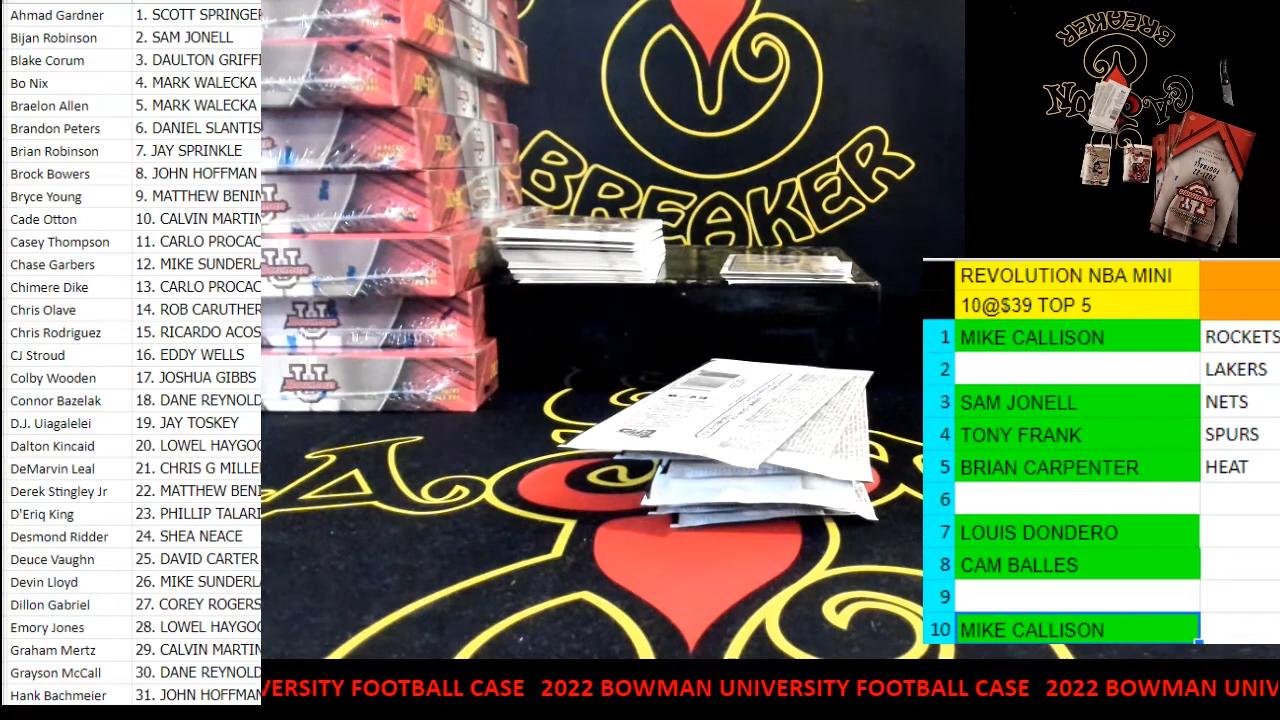 Ahmad Gardner 1. SCOTT SPRINGER
Bijan Robinson 2. SAM JONELL
Blake Corum 3. DAULTON GRIFFI
Bo Nix 4. MARK WALECKA
Braelon Allen 5. MARK WALECKA
Brandon Peters 6. DANIEL SLANTIS
Brian Robinson 7. JAY SPRINKLE
Brock Bowers 8. JOHN HOFFMAN
Bryce Young 9. MATTHEW BENIN
Cade Otton 10. CALVIN MARTIN
Casey Thompson 11. CARLO PROCAC
Chase Garbers 12. MIKE SUNDERL
Chimere Dike 13. CARLO PROCAC
Chris Olave 14. ROB CARUTHER
Chris Rodriguez 15. RICARDO ACOS
CJ Stroud 16. EDDY WELLS
Colby Wooden 17. JOSHUA GIBBS
Connor Bazelak 18. DANE REYNOLD
D.J. Uiagalelei 19. JAY TOSKEY
Dalton Kincaid 20. LOWEL HAYGOO
DeMarvin Leal 21. CHRIS G MILLE
Derek Stingley Jr 22. MATTHEW BENI
D'Eriq King 23. PHILLIP TALARI
Desmond Ridder 24. SHEA NEACE
Deuce Vaughn 25. DAVID CARTER
Devin Lloyd 26. MIKE SUNDERLA
Dillon Gabriel 27. COREY ROGERS
Emory Jones 28. LOWEL HAYGOO
Graham Mertz 29. CALVIN MARTIN
Grayson McCall 30. DANE REYNOLD
Hank Bachmeier 31. JOHN HOFFMAN
BREAKER
BREAKER
REVOLUTION NBA MINI
10@$39 TOP 5
1 MIKE CALLISON ROCKETS
2 LAKERS
3 SAM JONELL NETS
4 TONY FRANK SPURS
5 BRIAN CARPENTER HEAT
6
7 LOUIS DONDERO
8 CAM BALLES
9
10 MIKE CALLISON
VERSITY FOOTBALL CASE 2022 BOWMAN UNIVERSITY FOOTBALL CASE 2022 BOWMAN UNIV